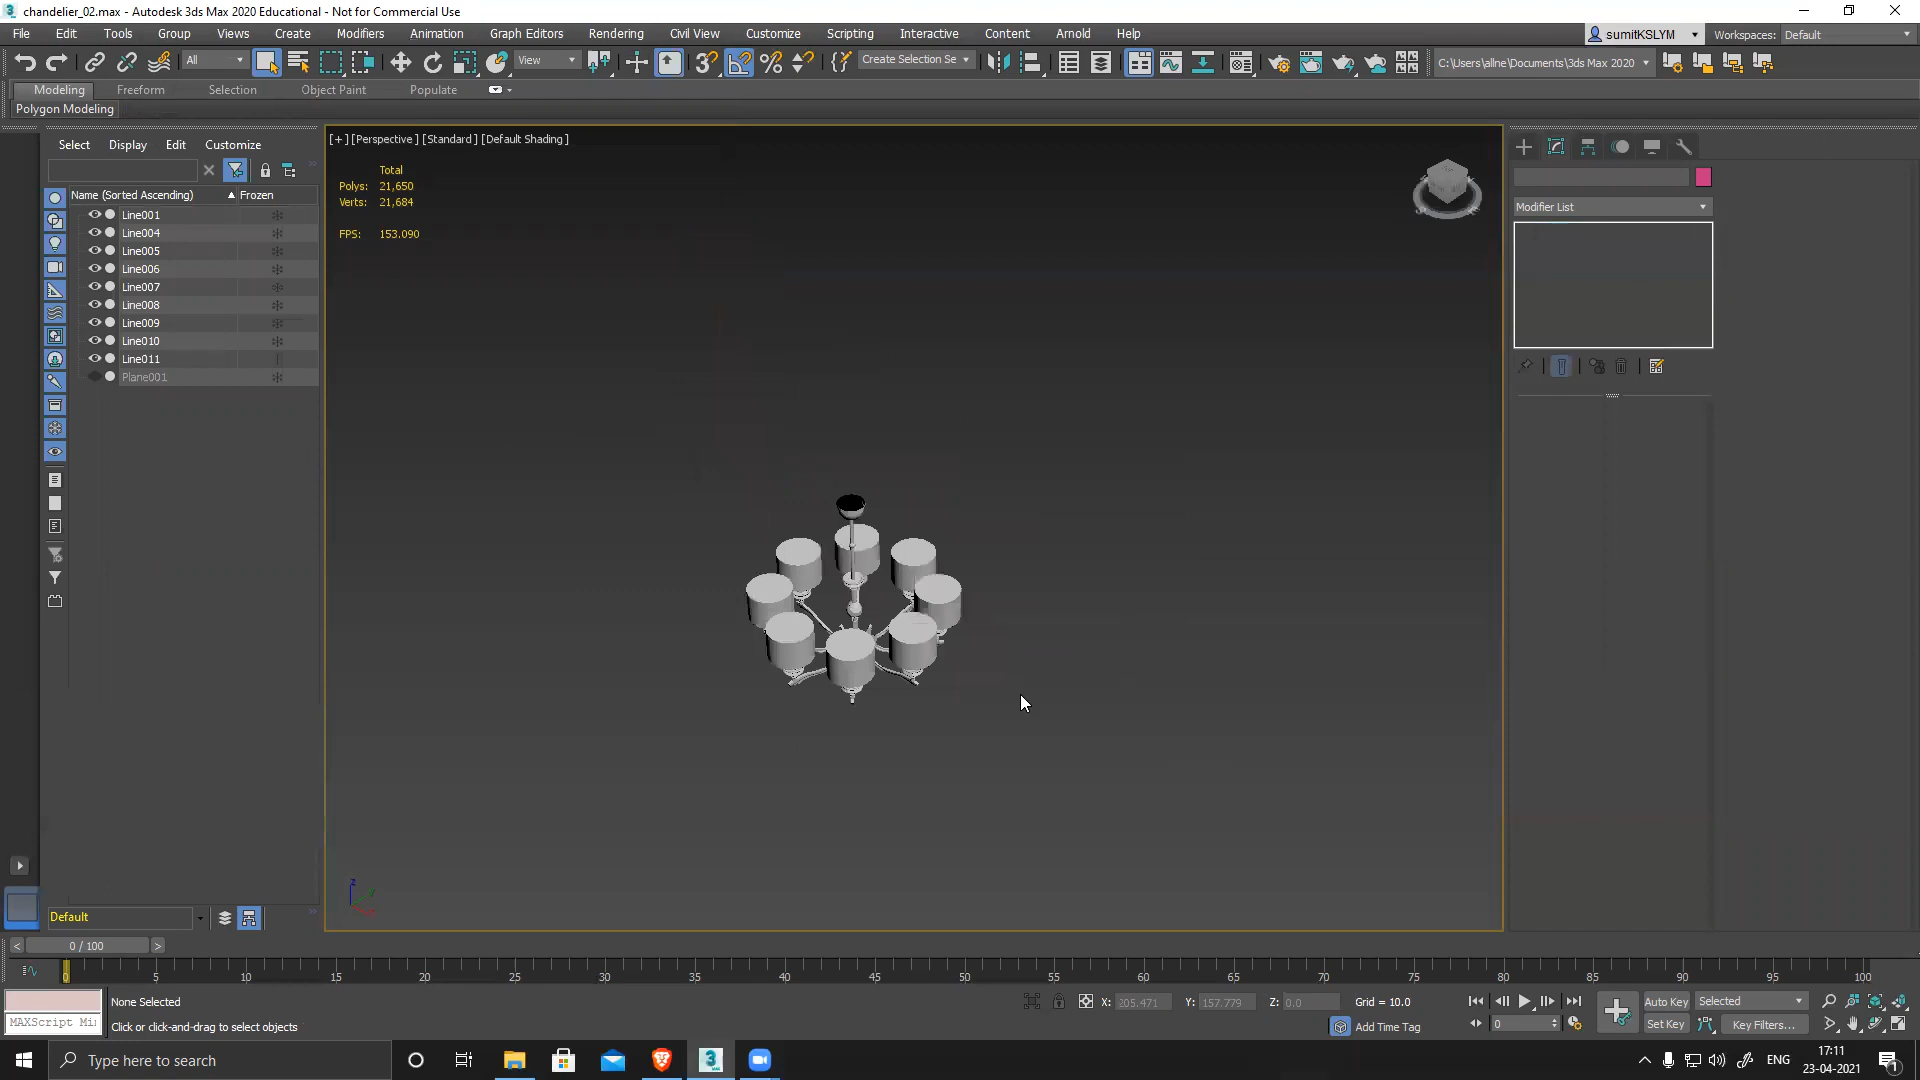 chandelier_02.max - Autodesk 3ds Max 2020 Educational - Not for Commercial Use
File Edit Tools Group Views Create Modifiers Animation Graph Editors Rendering Civil View Customize Scripting Interactive Content Arnold Help
sumitKSLYM Workspaces: Default
All View Create Selection Se C:\Users\allne\Documents\3ds Max 2020
Modeling Freeform Selection Object Paint Populate
Polygon Modeling
Select Display Edit Customize
Name (Sorted Ascending) Frozen
Line001
Line004
Line005
Line006
Line007
Line008
Line009
Line010
Line011
Plane001
Default
[+] [Perspective] [Standard] [Default Shading]
Total
Polys: 21,650
Verts: 21,684
FPS: 153.090
Modifier List
0 / 100
0 5 10 15 20 25 30 35 40 45 50 55 60 65 70 75 80 85 90 95 100
None Selected
X: 205.471 Y: 157.779 Z: 0.0 Grid = 10.0
Auto Key Selected
MAXScript Mi
Click or click-and-drag to select objects
Add Time Tag
0
Set Key Key Filters...
Type here to search
ENG
17:11
23-04-2021